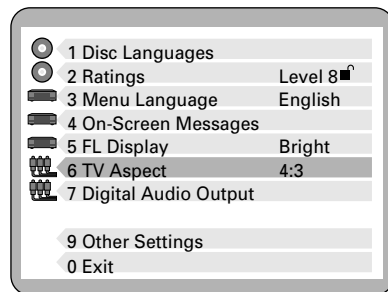 1 Disc Languages
2 Ratings Level 8
3 Menu Language English
4 On-Screen Messages
5 FL Display Bright
6 TV Aspect 4:3
7 Digital Audio Output
9 Other Settings
0 Exit